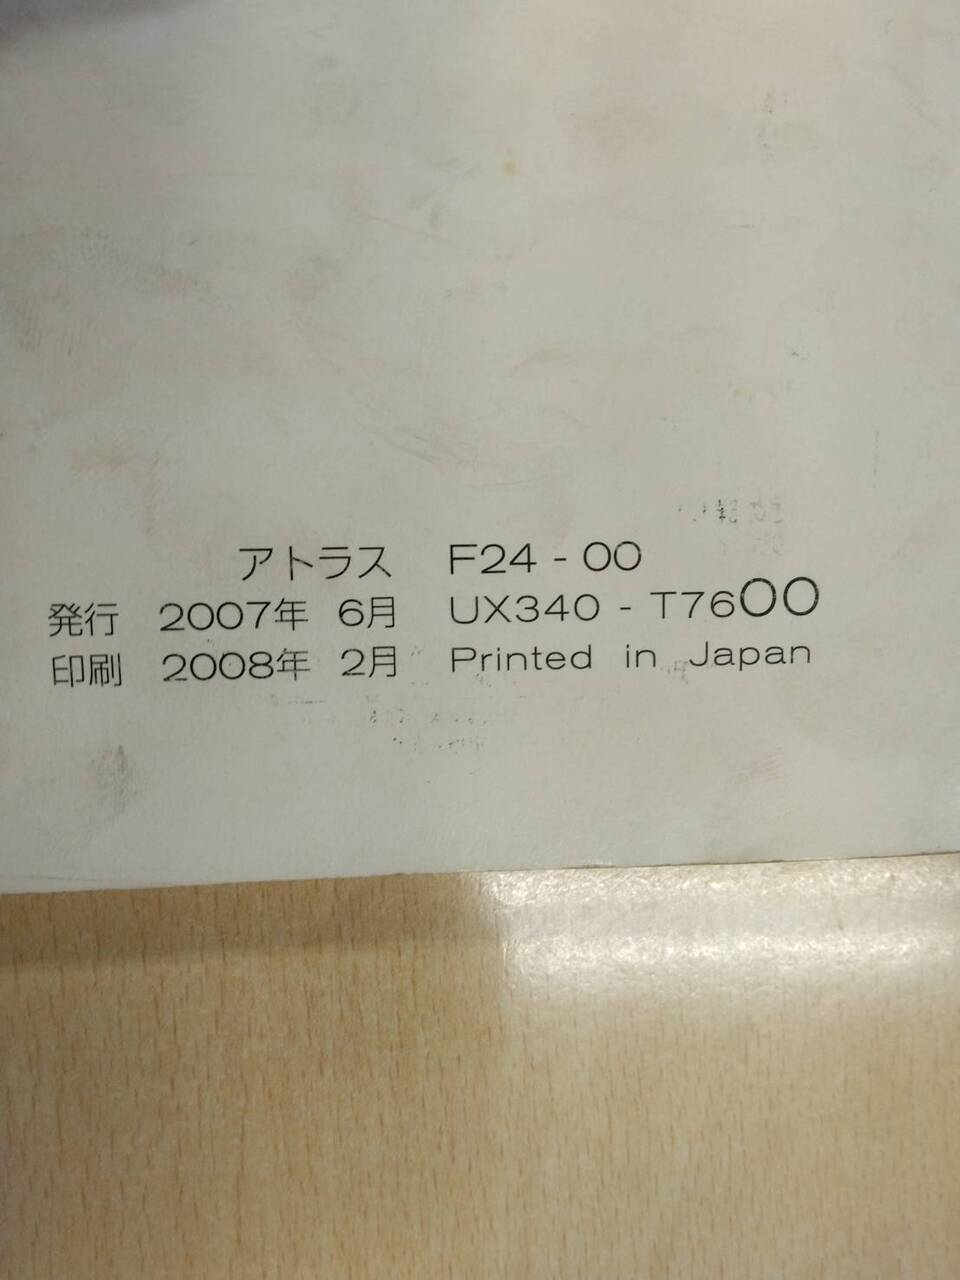 アトラス F24-00
発行 2007年 6月 UX340-T7600
印刷 2008年 2月 Printed in Japan